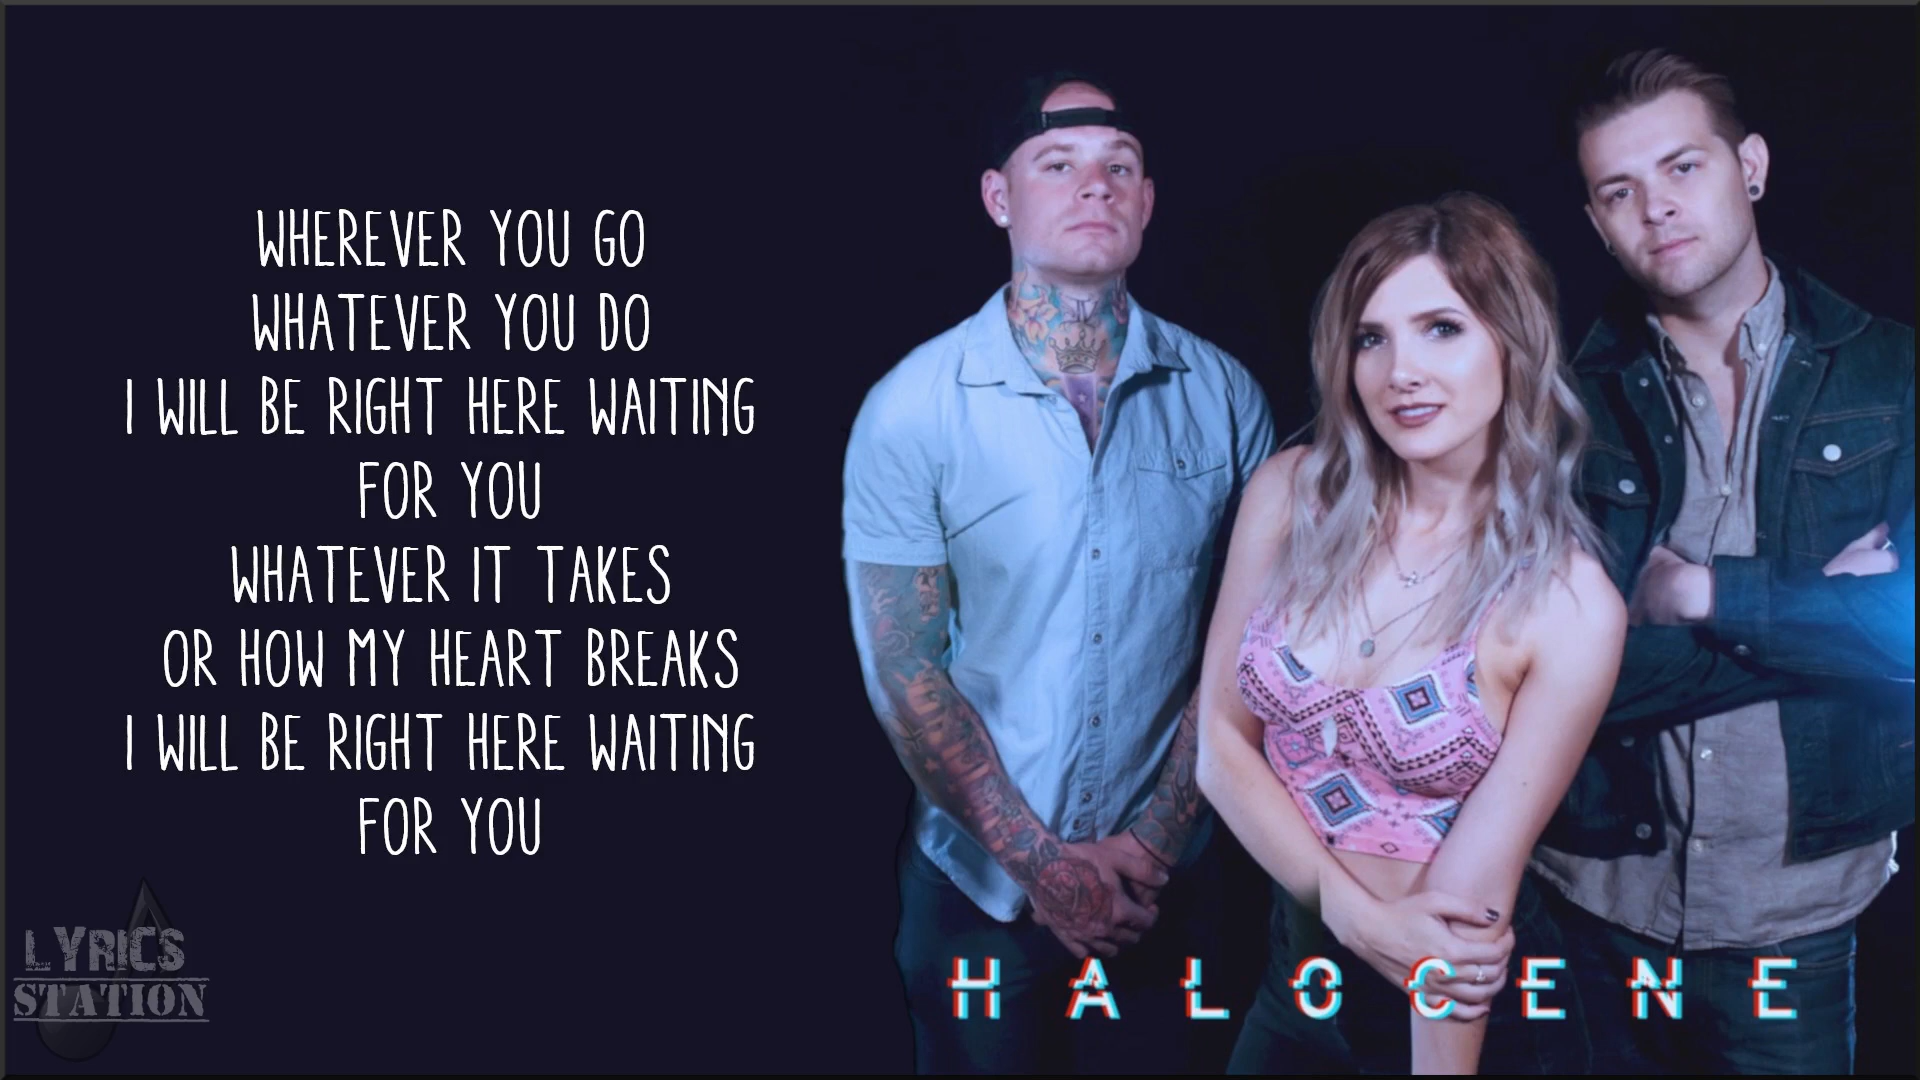 WHEREVER YOU GO
WHATEVER YOU DO
I WILL BE RIGHT HERE WAITING
FOR YOU
WHATEVER IT TAKES
OR HOW MY HEART BREAKS
I WILL BE RIGHT HERE WAITING
FOR YOU
LYRICS
STATION
HALOCENE